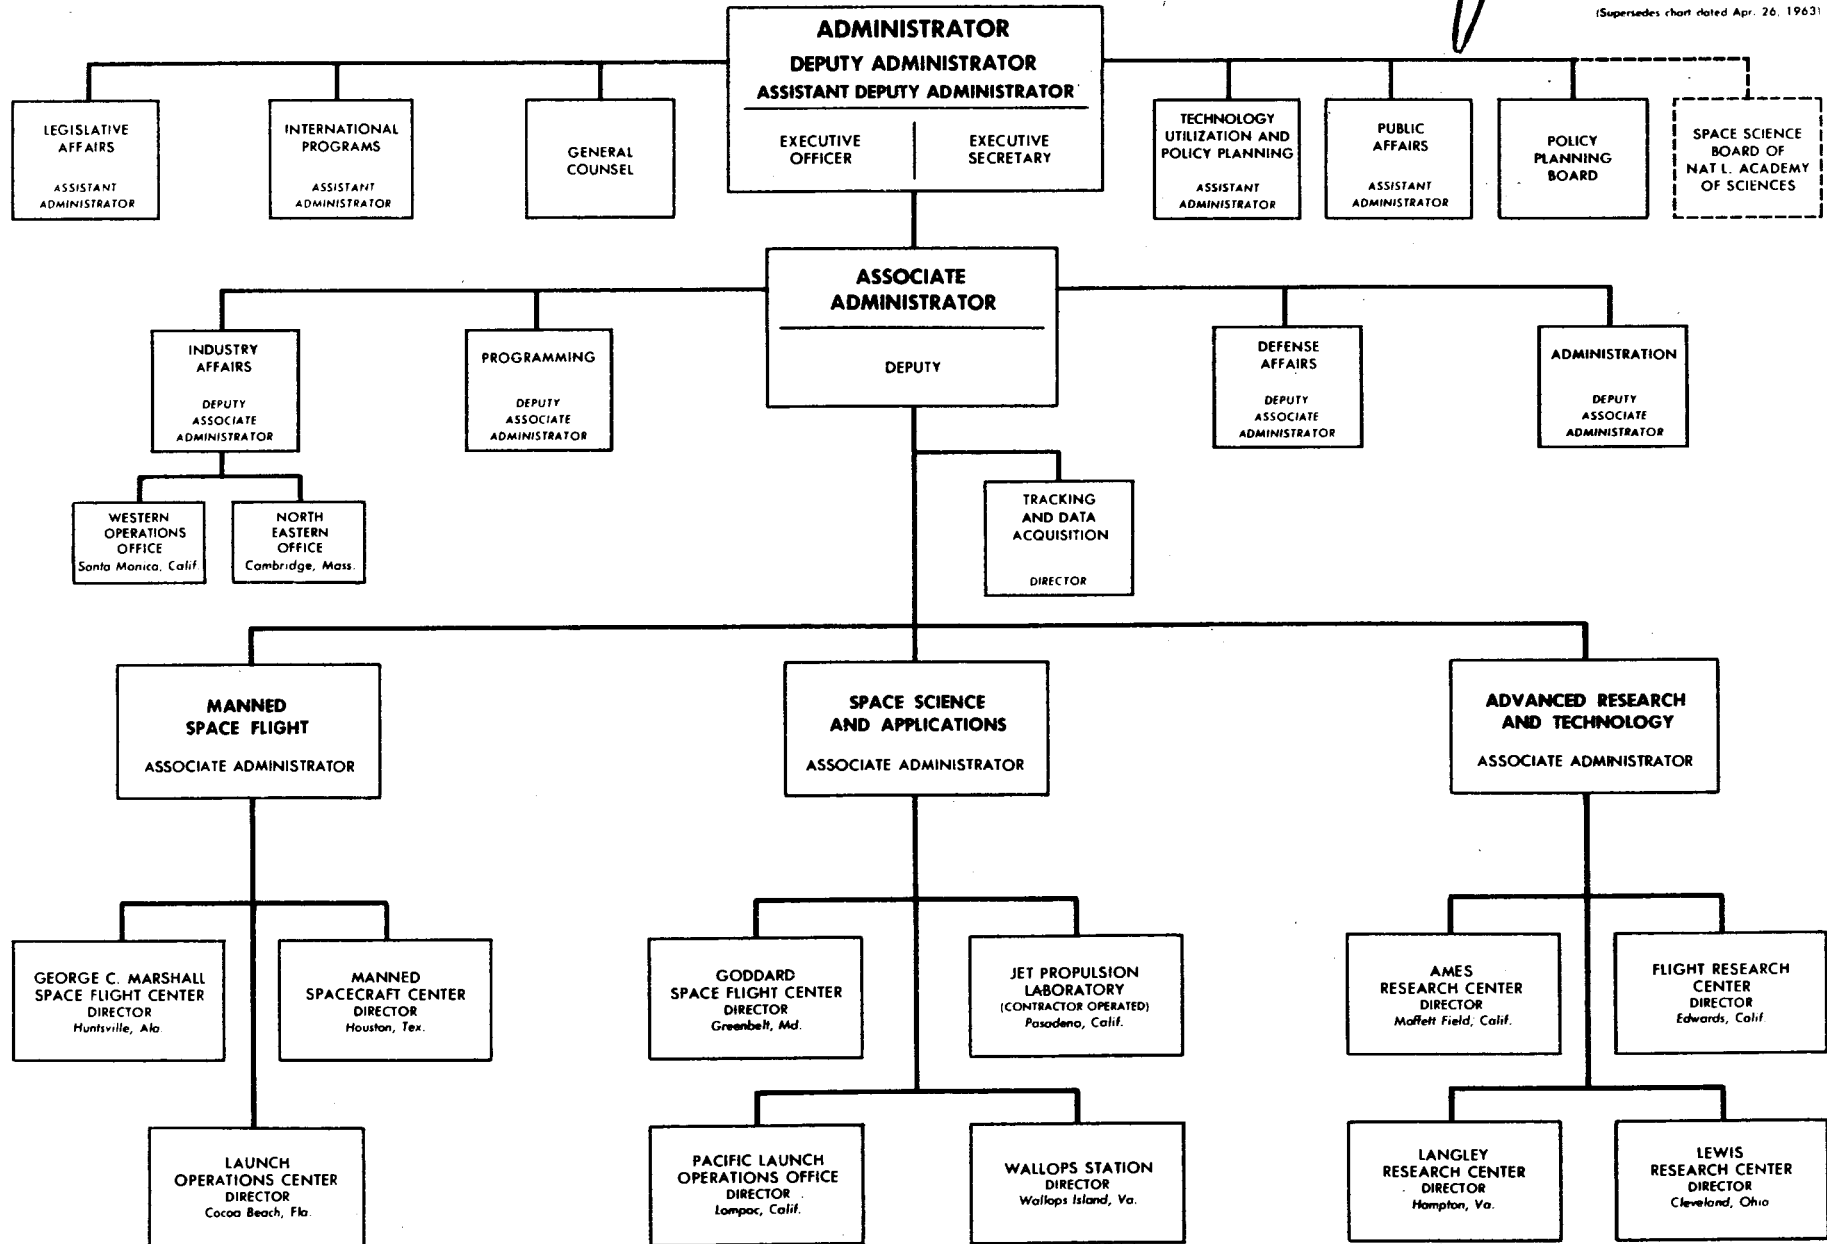 (Supersedes chart dated Apr. 26, 1963)
ADMINISTRATOR
DEPUTY ADMINISTRATOR
ASSISTANT DEPUTY ADMINISTRATOR
EXECUTIVE
OFFICER
EXECUTIVE
SECRETARY
LEGISLATIVE
AFFAIRS
ASSISTANT
ADMINISTRATOR
INTERNATIONAL
PROGRAMS
ASSISTANT
ADMINISTRATOR
GENERAL
COUNSEL
TECHNOLOGY
UTILIZATION AND
POLICY PLANNING
ASSISTANT
ADMINISTRATOR
PUBLIC
AFFAIRS
ASSISTANT
ADMINISTRATOR
POLICY
PLANNING
BOARD
SPACE SCIENCE
BOARD OF
NAT L. ACADEMY
OF SCIENCES
ASSOCIATE
ADMINISTRATOR
DEPUTY
INDUSTRY
AFFAIRS
DEPUTY
ASSOCIATE
ADMINISTRATOR
PROGRAMMING
DEPUTY
ASSOCIATE
ADMINISTRATOR
DEFENSE
AFFAIRS
DEPUTY
ASSOCIATE
ADMINISTRATOR
ADMINISTRATION
DEPUTY
ASSOCIATE
ADMINISTRATOR
WESTERN
OPERATIONS
OFFICE
Santa Monica, Calif.
NORTH
EASTERN
OFFICE
Cambridge, Mass.
TRACKING
AND DATA
ACQUISITION
DIRECTOR
MANNED
SPACE FLIGHT
ASSOCIATE ADMINISTRATOR
SPACE SCIENCE
AND APPLICATIONS
ASSOCIATE ADMINISTRATOR
ADVANCED RESEARCH
AND TECHNOLOGY
ASSOCIATE ADMINISTRATOR
GEORGE C. MARSHALL
SPACE FLIGHT CENTER
DIRECTOR
Huntsville, Ala.
MANNED
SPACECRAFT CENTER
DIRECTOR
Houston, Tex.
GODDARD
SPACE FLIGHT CENTER
DIRECTOR
Greenbelt, Md.
JET PROPULSION
LABORATORY
(CONTRACTOR OPERATED)
Pasadena, Calif.
AMES
RESEARCH CENTER
DIRECTOR
Moffett Field, Calif.
FLIGHT RESEARCH
CENTER
DIRECTOR
Edwards, Calif.
LAUNCH
OPERATIONS CENTER
DIRECTOR
Cocoa Beach, Fla.
PACIFIC LAUNCH
OPERATIONS OFFICE
DIRECTOR
Lompoc, Calif.
WALLOPS STATION
DIRECTOR
Wallops Island, Va.
LANGLEY
RESEARCH CENTER
DIRECTOR
Hampton, Va.
LEWIS
RESEARCH CENTER
DIRECTOR
Cleveland, Ohio